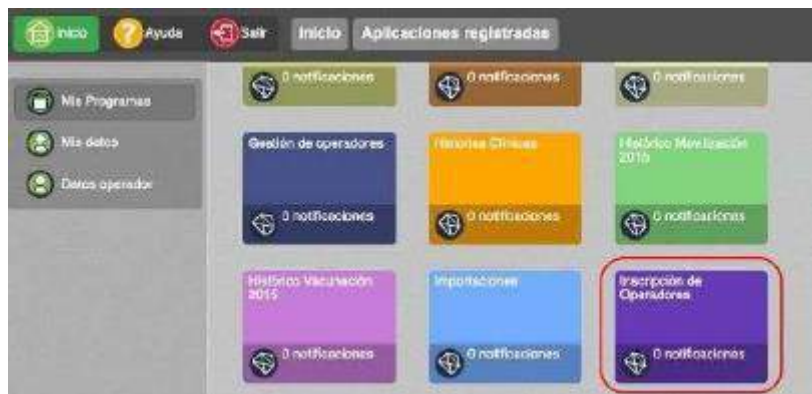 Inicio
Ayuda
Salir
Inicio
Aplicaciones registradas
Mis Programas
Mis datos
Datos operador
0 notificaciones
0 notificaciones
0 notificaciones
Gestión de operadores
0 notificaciones
Historias Clínicas
0 notificaciones
Histórico Movilización
2015
0 notificaciones
Histórico Vacunación
2015
0 notificaciones
Importaciones
0 notificaciones
Inscripción de
Operadores
0 notificaciones